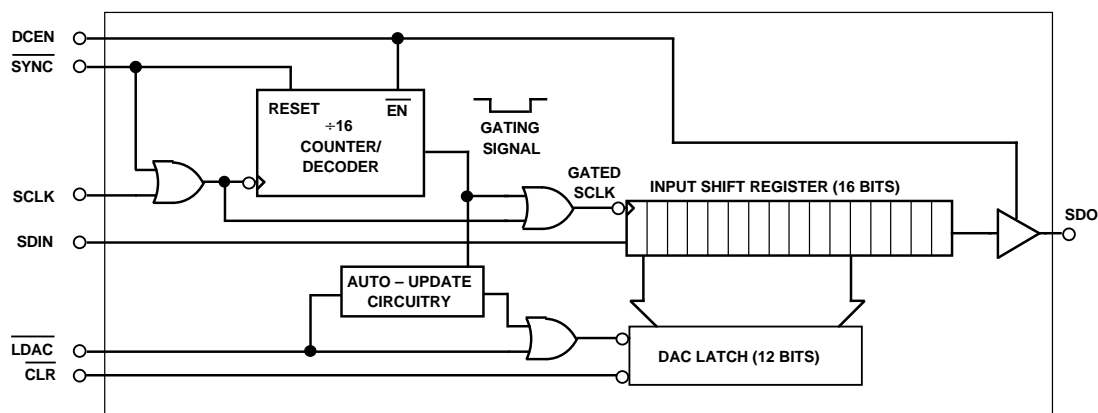 DCEN
SYNC
RESET
EN
÷16
COUNTER/
DECODER
GATING
SIGNAL
SCLK
GATED
SCLK
INPUT SHIFT REGISTER (16 BITS)
SDO
SDIN
AUTO – UPDATE
CIRCUITRY
LDAC
DAC LATCH (12 BITS)
CLR